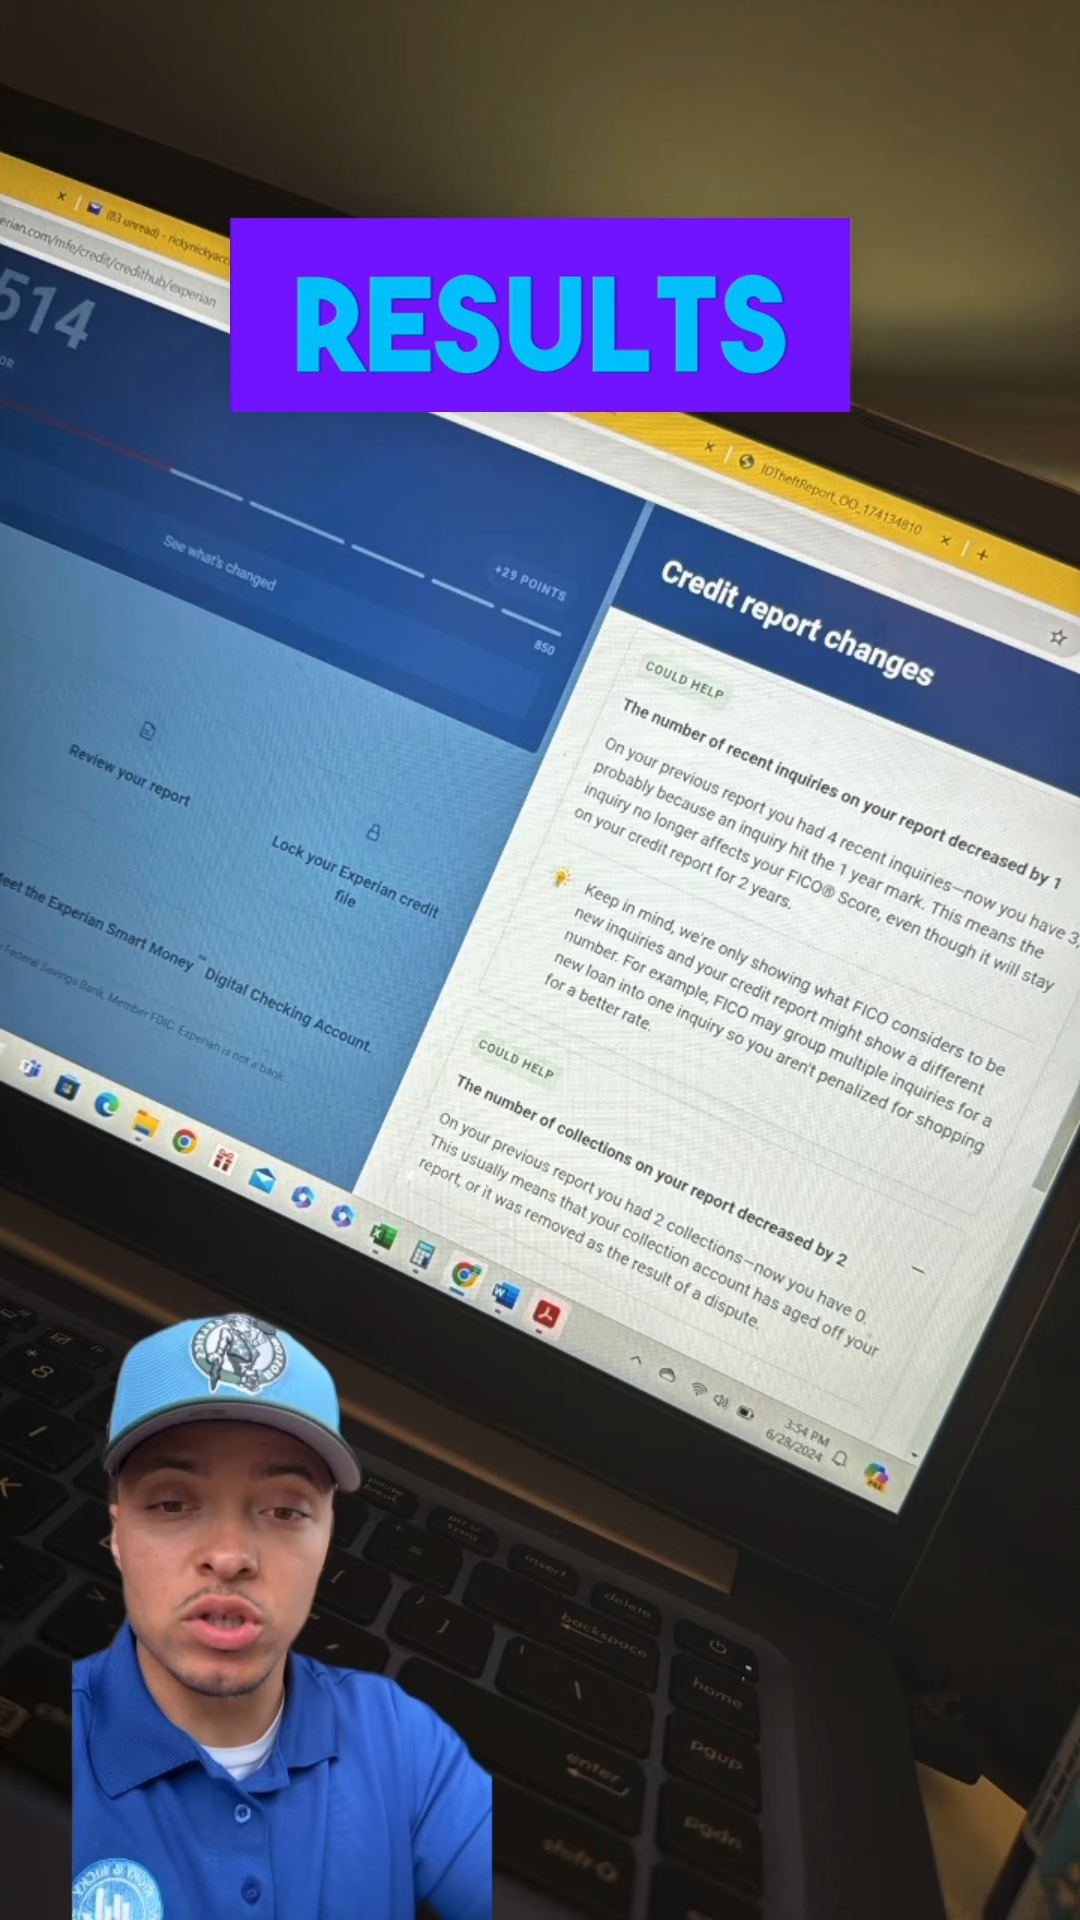 (83 unread) - rickynickyacc
erian.com/mfe/credit/credithub/experian
RESULTS
514
OR
IDTheftReport_OO_174134810
+29 POINTS
850
See what's changed
Review your report
Lock your Experian credit
file
eet the Experian Smart Money™ Digital Checking Account.
Federal Savings Bank, Member FDIC. Experian is not a bank
Credit report changes
COULD HELP
The number of recent inquiries on your report decreased by 1
On your previous report you had 4 recent inquiries—now you have 3,
probably because an inquiry hit the 1 year mark. This means the
inquiry no longer affects your FICO® Score, even though it will stay
on your credit report for 2 years.
Keep in mind, we're only showing what FICO considers to be
new inquiries and your credit report might show a different
number. For example, FICO may group multiple inquiries for a
new loan into one inquiry so you aren't penalized for shopping
for a better rate.
COULD HELP
The number of collections on your report decreased by 2
On your previous report you had 2 collections—now you have 0.
This usually means that your collection account has aged off your
report, or it was removed as the result of a dispute.
3:54 PM
6/28/2024
pause
break
insert
delete
backspace
home
pgup
enter
pgdn
shift
* 8
K